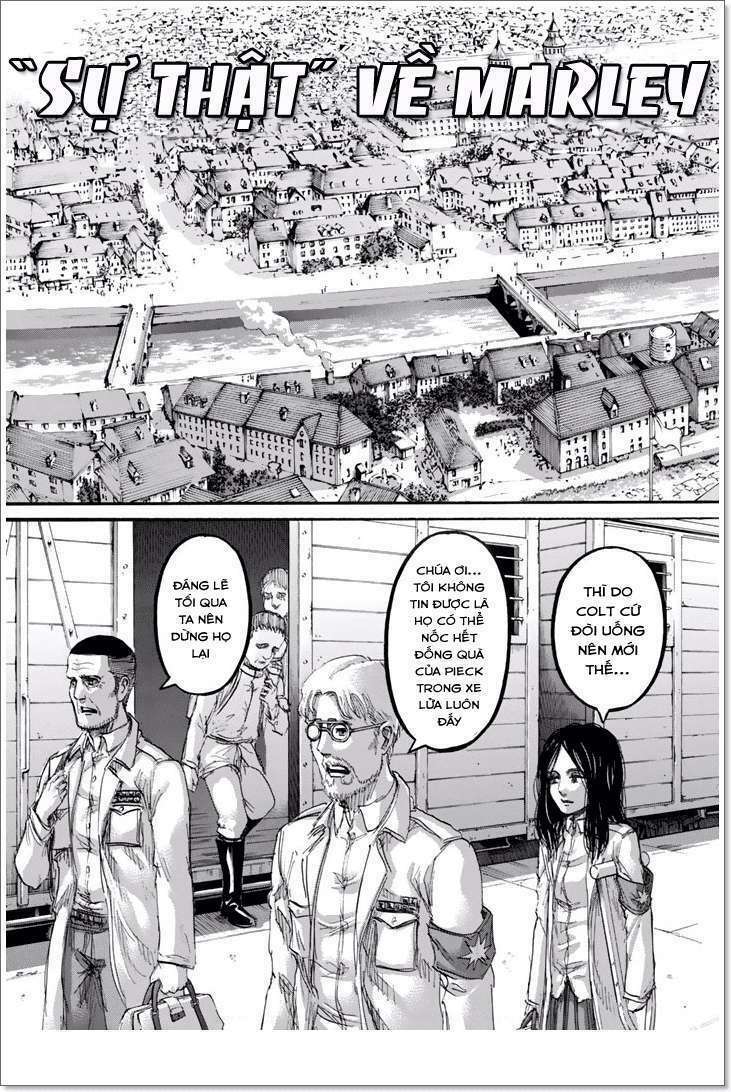 “SỰ THẬT” VỀ MARLEY
THÌ DO
COLT CỨ
ĐÒI UỐNG
NÊN MỚI
THẾ...
CHÚA ƠI...
TÔI KHÔNG
TIN ĐƯỢC LÀ
HỌ CÓ THỂ
NỐC HẾT
ĐỐNG QUÀ
CỦA PIECK
TRONG XE
LỬA LUÔN
ĐẤY
ĐÁNG LẼ
TỐI QUA
TA NÊN
DỪNG HỌ
LẠI